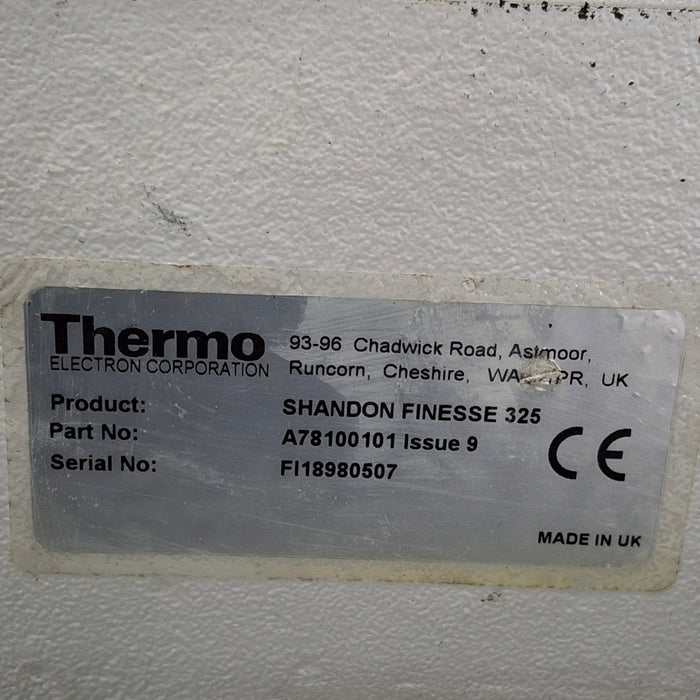 Thermo
ELECTRON CORPORATION
93-96 Chadwick Road, Astmoor,
Runcorn, Cheshire, UK
Product: SHANDON FINESSE 325
Part No: A78100101 Issue 9
Serial No: FI18980507
CE
MADE IN UK